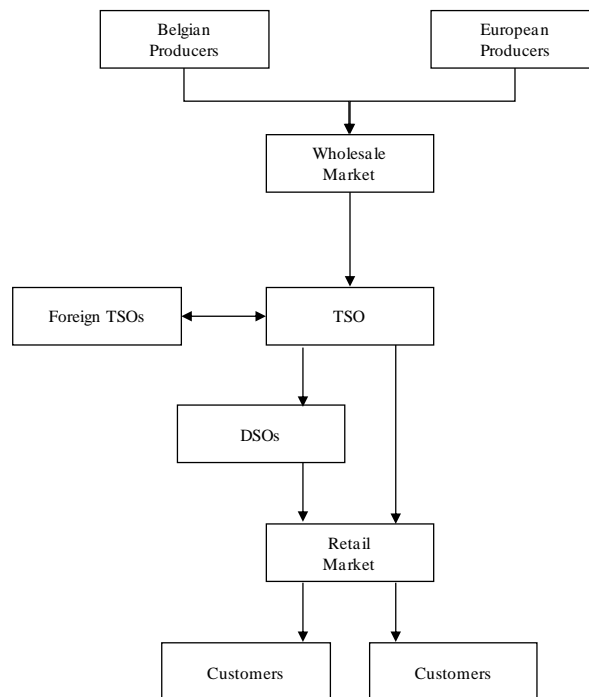 Belgian
Producers
European
Producers
Wholesale
Market
Foreign TSOs
TSO
DSOs
Retail
Market
Customers
Customers